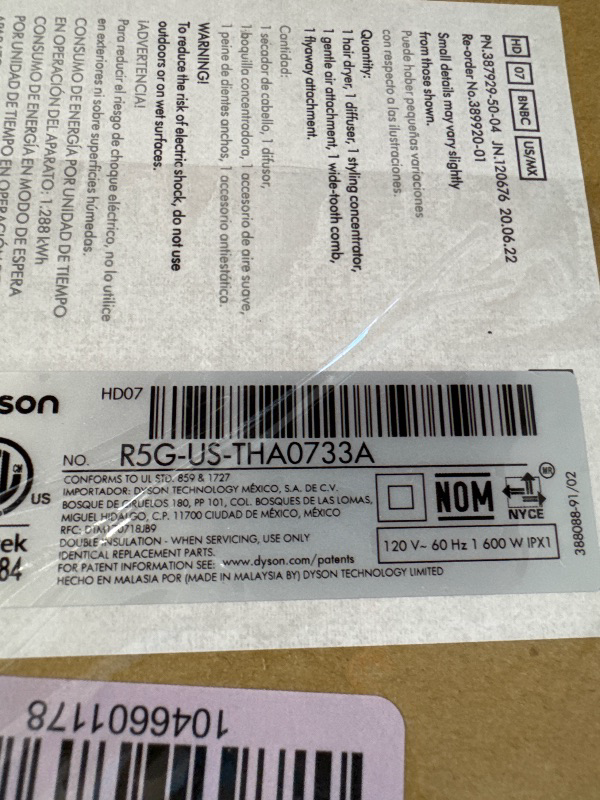 HD 07 BNBC US/MX
PN.387929-50-04 JN.120676 20.06.22
Re-order No.389920-01
Small details may vary slightly
from those shown.
Puede haber pequeñas variaciones
con respecto a las ilustraciones.
Quantity:
1 hair dryer, 1 diffuser, 1 styling concentrator,
1 gentle air attachment, 1 wide-tooth comb,
1 flyaway attachment.
Cantidad:
1 secador de cabello, 1 difusor,
1 boquilla concentradora, 1 accesorio de aire suave,
1 peine de dientes anchos, 1 accesorio antiestática.
WARNING!
To reduce the risk of electric shock, do not use
outdoors or on wet surfaces.
¡ADVERTENCIA!
Para reducir el riesgo de choque eléctrico, no lo utilice
en exteriores ni sobre superficies húmedas.
CONSUMO DE ENERGÍA POR UNIDAD DE TIEMPO
EN OPERACIÓN DEL APARATO: 1.288 kWh
CONSUMO DE ENERGÍA EN MODO DE ESPERA
POR UNIDAD DE TIEMPO EN OPERACIÓN
son
HD07
NO. R5G-US-THA0733A
CONFORMS TO UL STD. 859 & 1727
IMPORTADOR: DYSON TECHNOLOGY MÉXICO, S.A. DE C.V.
BOSQUE DE CIRUELOS 180, PP 101, COL. BOSQUES DE LAS LOMAS,
MIGUEL HIDALGO, C.P. 11700 CIUDAD DE MÉXICO, MÉXICO
RFC: 0718JB9
DOUBLE INSULATION - WHEN SERVICING, USE ONLY
IDENTICAL REPLACEMENT PARTS.
FOR PATENT INFORMATION SEE: www.dyson.com/patents
HECHO EN MALASIA POR (MADE IN MALAYSIA BY) DYSON TECHNOLOGY LIMITED
CM
US
ek
84
NOM
MR
NYCE
120 V~ 60 Hz 1 600 W IPX1
388088-91/02
1046601178